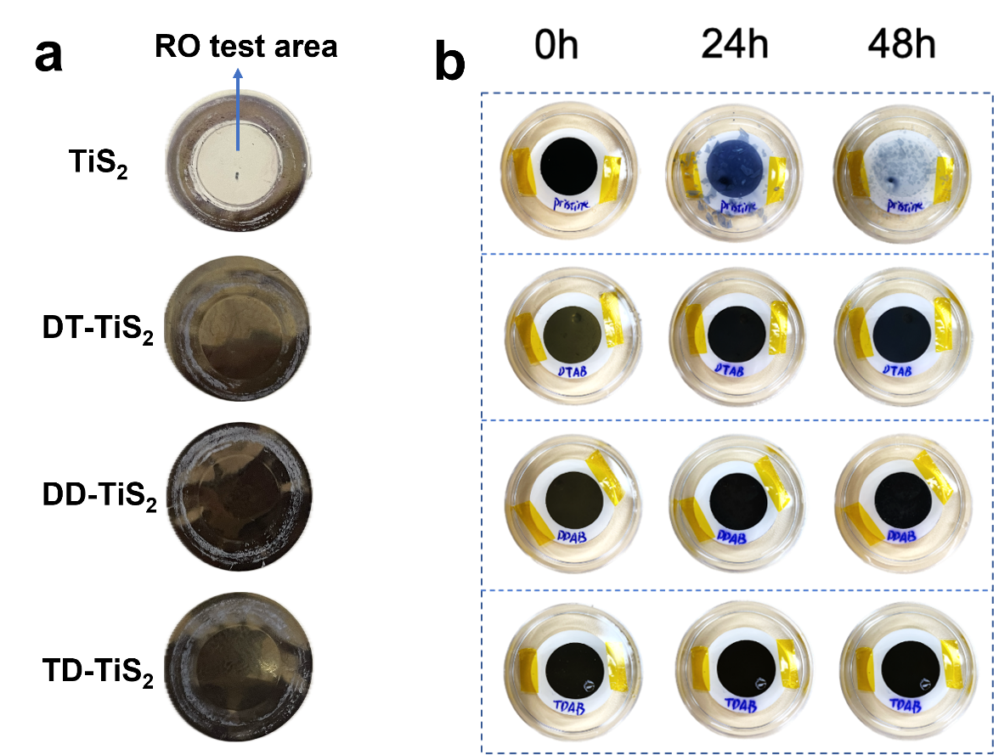 a
RO test area
TiS₂
DT-TiS₂
DD-TiS₂
TD-TiS₂
b
0h 24h 48h
pristine pristine pristine
DTAB DTAB DTAB
DDAB DDAB DDAB
TDAB TDAB TDAB